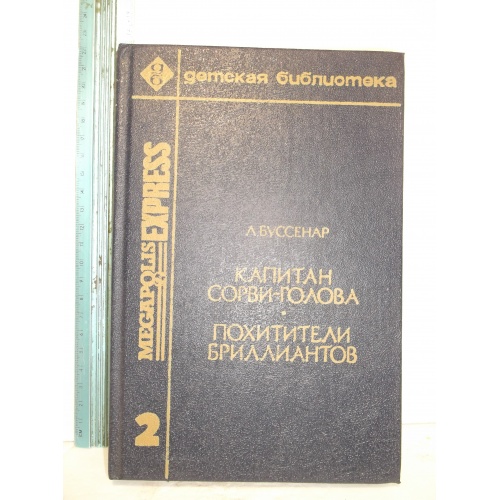 детская библиотека
MEGAPOLIS
EXPRESS
Л.БУССЕНАР
КАПИТАН
СОРВИ-ГОЛОВА
•
ПОХИТИТЕЛИ
БРИЛЛИАНТОВ
2